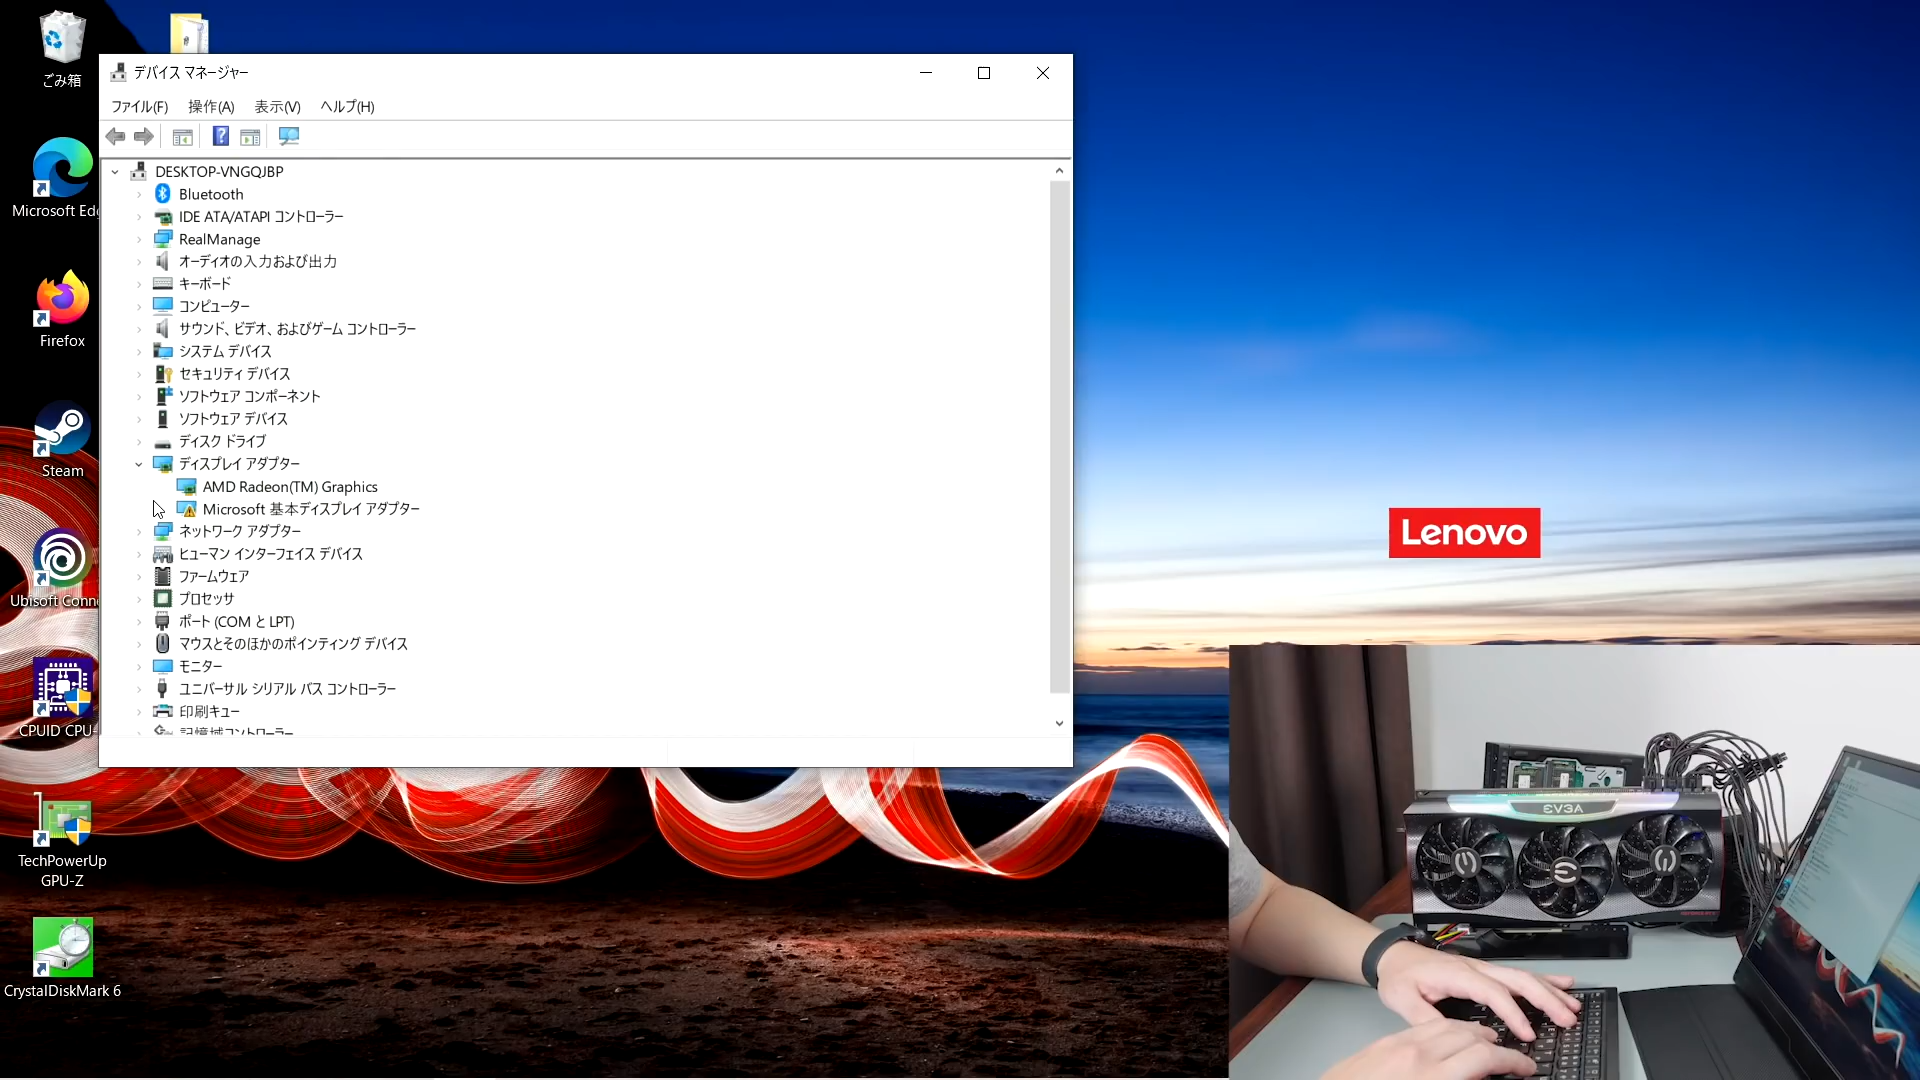 ごみ箱
Microsoft Edg
Firefox
Steam
Ubisoft Conne
CPUID CPU-
TechPowerUp
GPU-Z
CrystalDiskMark 6
デバイス マネージャー
ファイル(F) 操作(A) 表示(V) ヘルプ(H)
DESKTOP-VNGQJBP
Bluetooth
IDE ATA/ATAPI コントローラー
RealManage
オーディオの入力および出力
キーボード
コンピューター
サウンド、ビデオ、およびゲーム コントローラー
システム デバイス
セキュリティ デバイス
ソフトウェア コンポーネント
ソフトウェア デバイス
ディスク ドライブ
ディスプレイ アダプター
AMD Radeon(TM) Graphics
Microsoft 基本ディスプレイ アダプター
ネットワーク アダプター
ヒューマン インターフェイス デバイス
ファームウェア
プロセッサ
ポート (COM と LPT)
マウスとそのほかのポインティング デバイス
モニター
ユニバーサル シリアル バス コントローラー
印刷キュー
記憶域コントローラー
Lenovo
EVGA